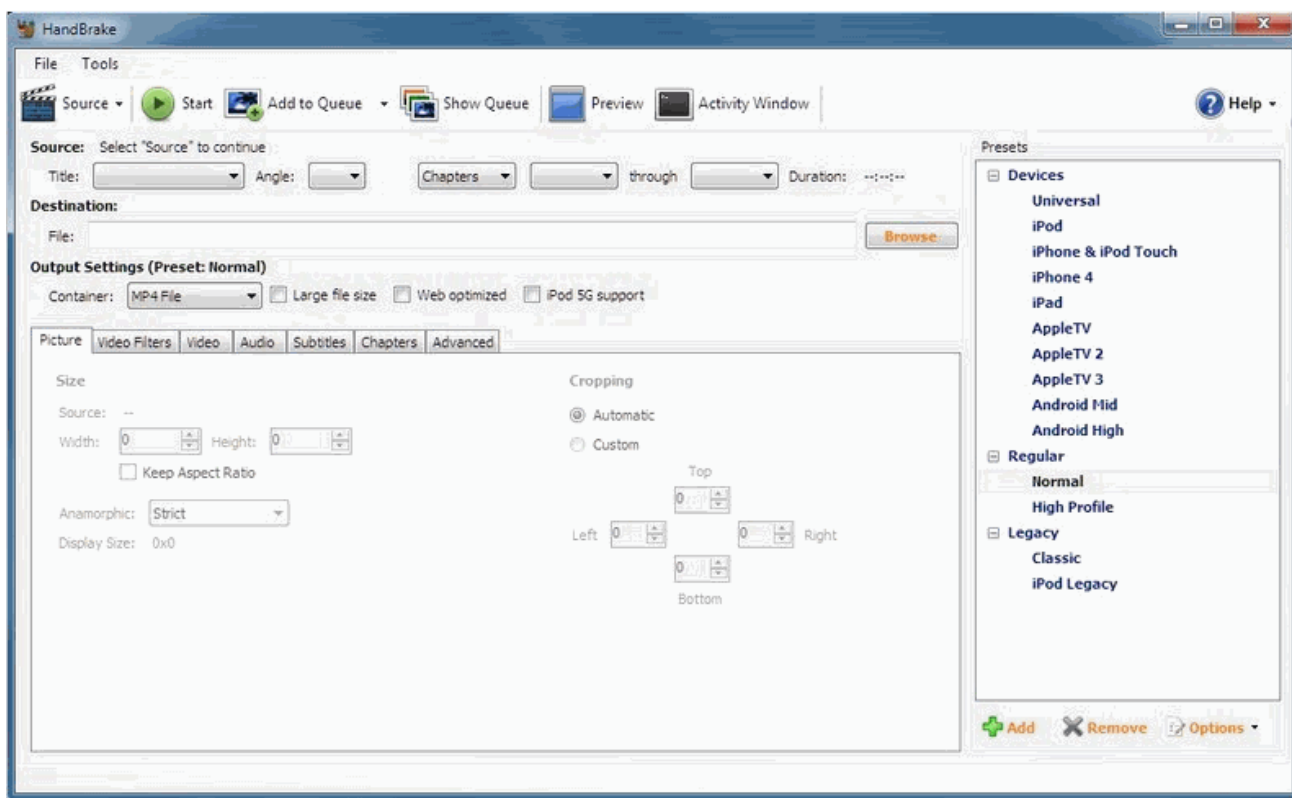 HandBrake
File Tools
Source Start Add to Queue Show Queue Preview Activity Window Help
Source: Select "Source" to continue
Title: Angle: Chapters through Duration: --:--:--
Destination:
File: Browse
Output Settings (Preset: Normal)
Container: MP4 File Large file size Web optimized iPod 5G support
Picture Video Filters Video Audio Subtitles Chapters Advanced
Size
Source: --
Width: 0 Height: 0
Keep Aspect Ratio
Anamorphic: Strict
Display Size: 0x0
Cropping
Automatic
Custom
Top
0
Left 0 0 Right
0
Bottom
Presets
Devices
Universal
iPod
iPhone & iPod Touch
iPhone 4
iPad
AppleTV
AppleTV 2
AppleTV 3
Android Mid
Android High
Regular
Normal
High Profile
Legacy
Classic
iPod Legacy
Add Remove Options